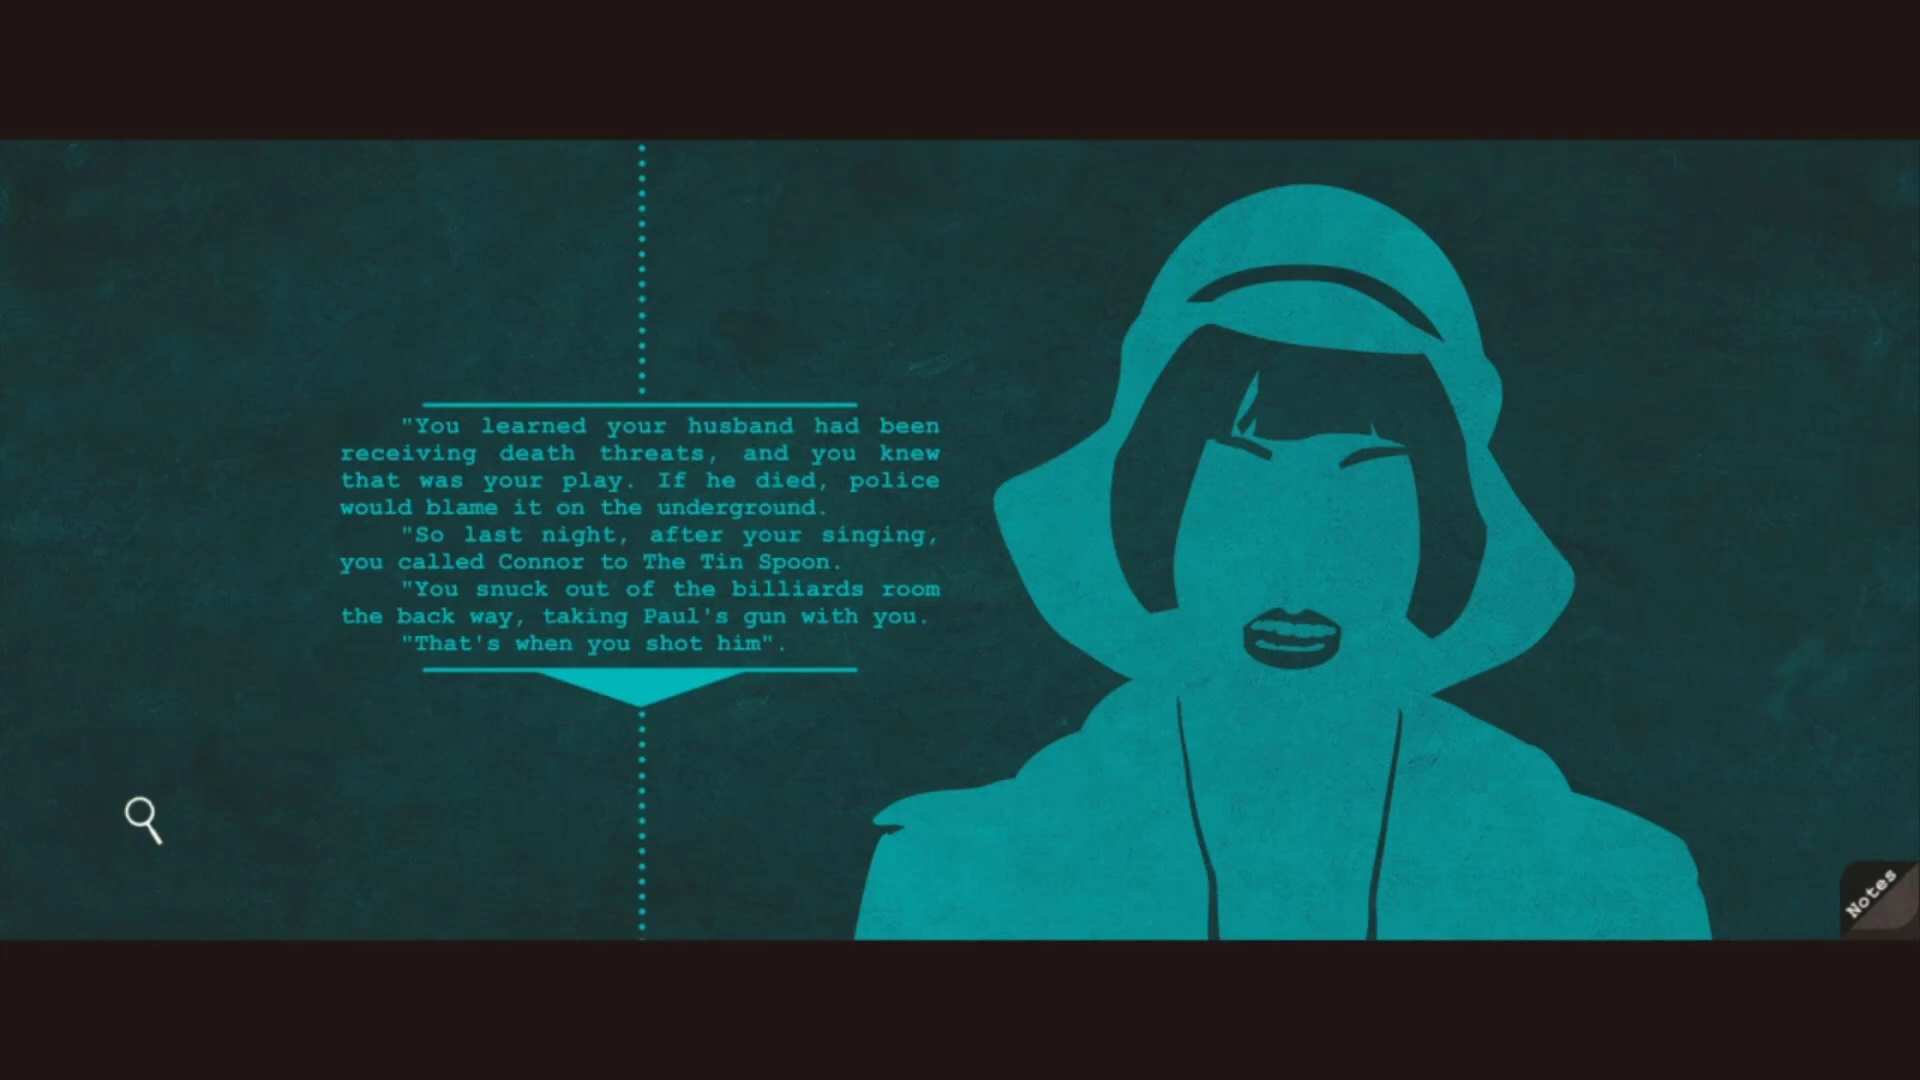 "You learned your husband had been
receiving death threats, and you knew
that was your play. If he died, police
would blame it on the underground.
"So last night, after your singing,
you called Connor to The Tin Spoon.
"You snuck out of the billiards room
the back way, taking Paul's gun with you.
"That's when you shot him".
Notes